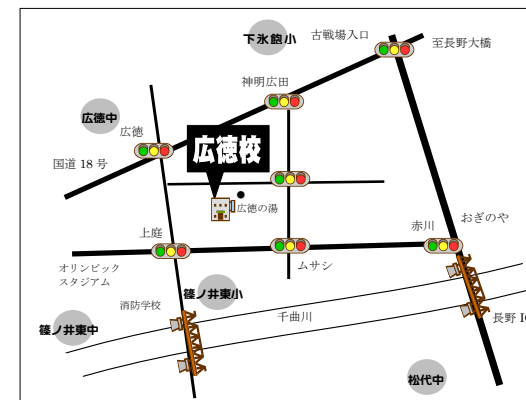 下氷鉋小
古戦場入口
至長野大橋
神明広田
広徳中
広徳
広徳校
国道 18 号
広徳の湯
上庭
赤川
おぎのや
オリンピック
スタジアム
ムサシ
消防学校
篠ノ井東小
千曲川
篠ノ井東中
長野 IC
松代中